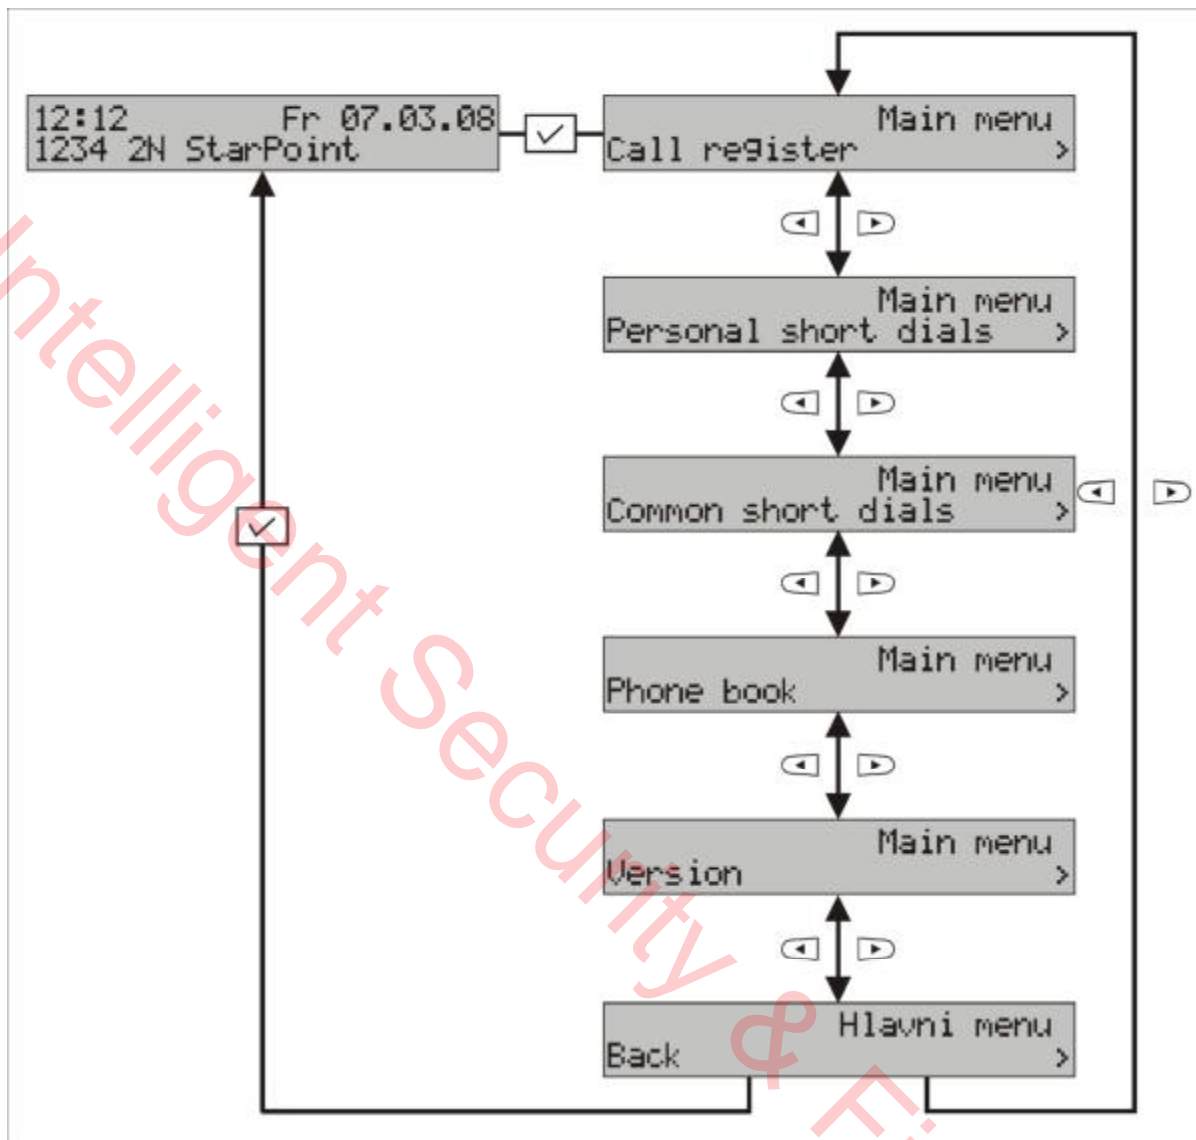 12:12 Fr 07.03.08
1234 2N StarPoint
Main menu
Call register >
Main menu
Personal short dials >
Main menu
Common short dials >
Main menu
Phone book >
Main menu
Version >
Hlavni menu
Back >
Intelligent Security & Fi